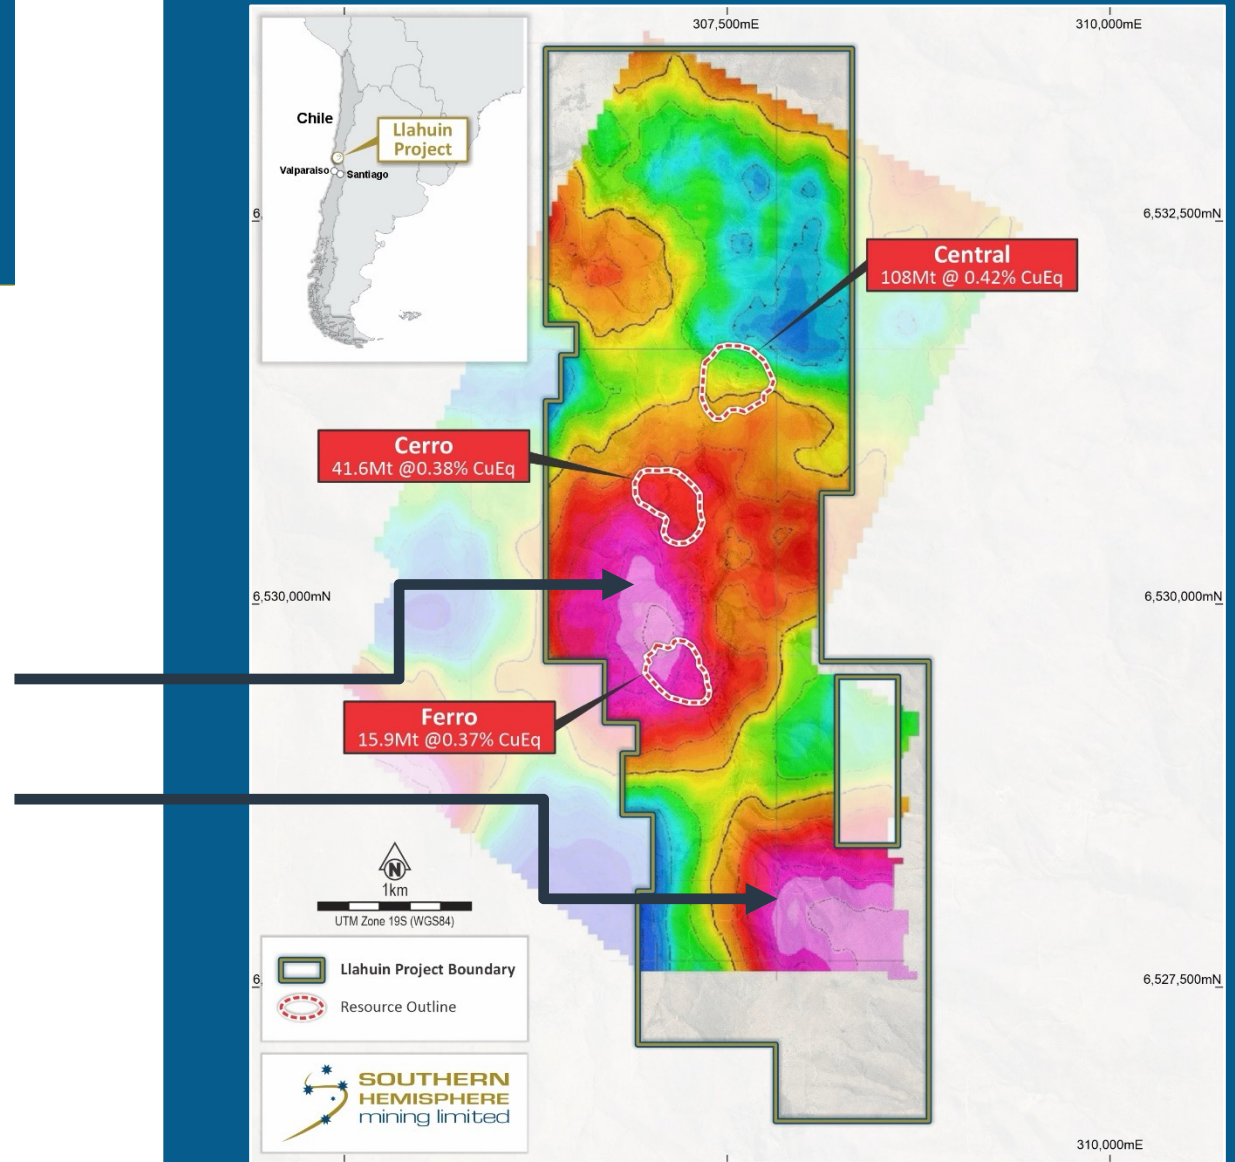 307,500mE
310,000mE
Chile
Llahuin
Project
Valparaiso
Santiago
6,
6,532,500mN
Central
108Mt @ 0.42% CuEq
Cerro
41.6Mt @0.38% CuEq
6,530,000mN
6,530,000mN
Ferro
15.9Mt @0.37% CuEq
N
1km
UTM Zone 19S (WGS84)
Llahuin Project Boundary
Resource Outline
6,
6,527,500mN
SOUTHERN
HEMISPHERE
mining limited
310,000mE